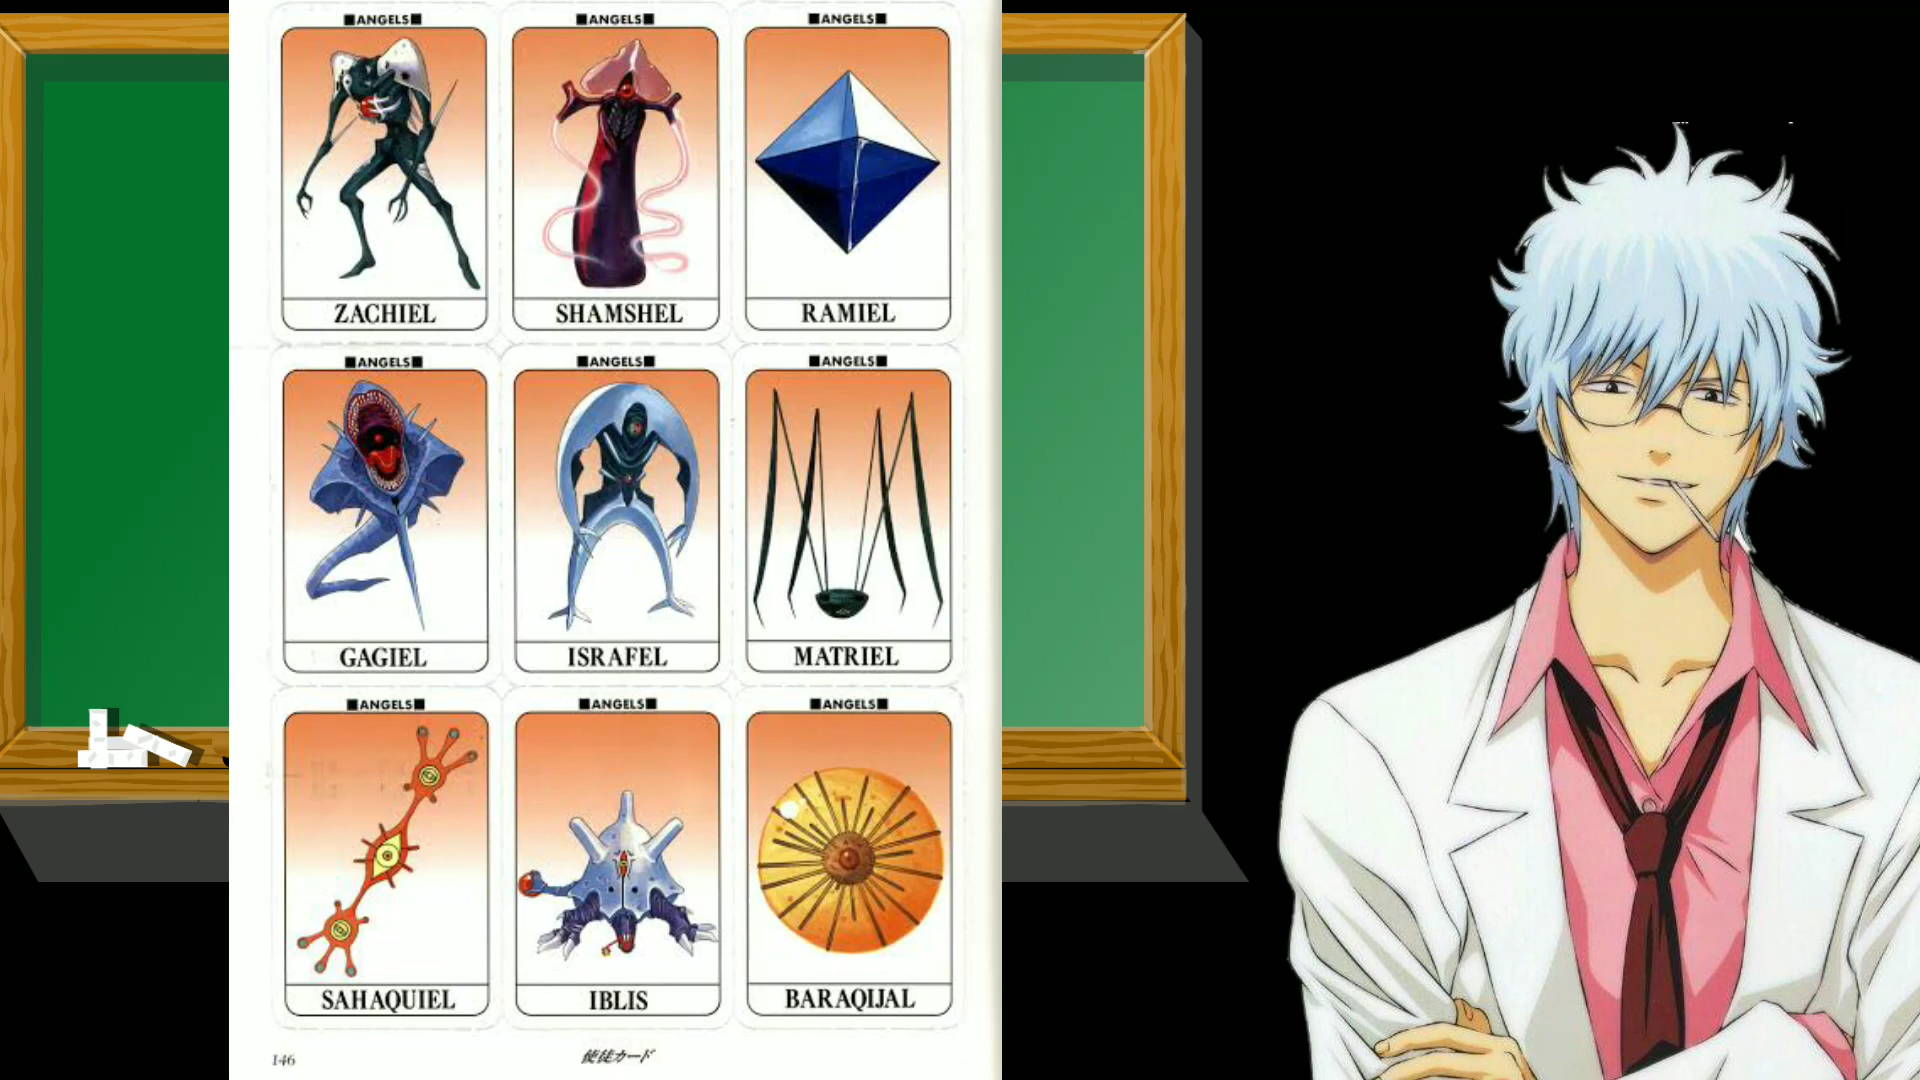 ■ANGELS■ ■ANGELS■ ■ANGELS■
ZACHIEL SHAMSHEL RAMIEL
■ANGELS■ ■ANGELS■ ■ANGELS■
GAGIEL ISRAFEL MATRIEL
■ANGELS■ ■ANGELS■ ■ANGELS■
SAHAQUIEL IBLIS BARAQIJAL
146 使徒カード